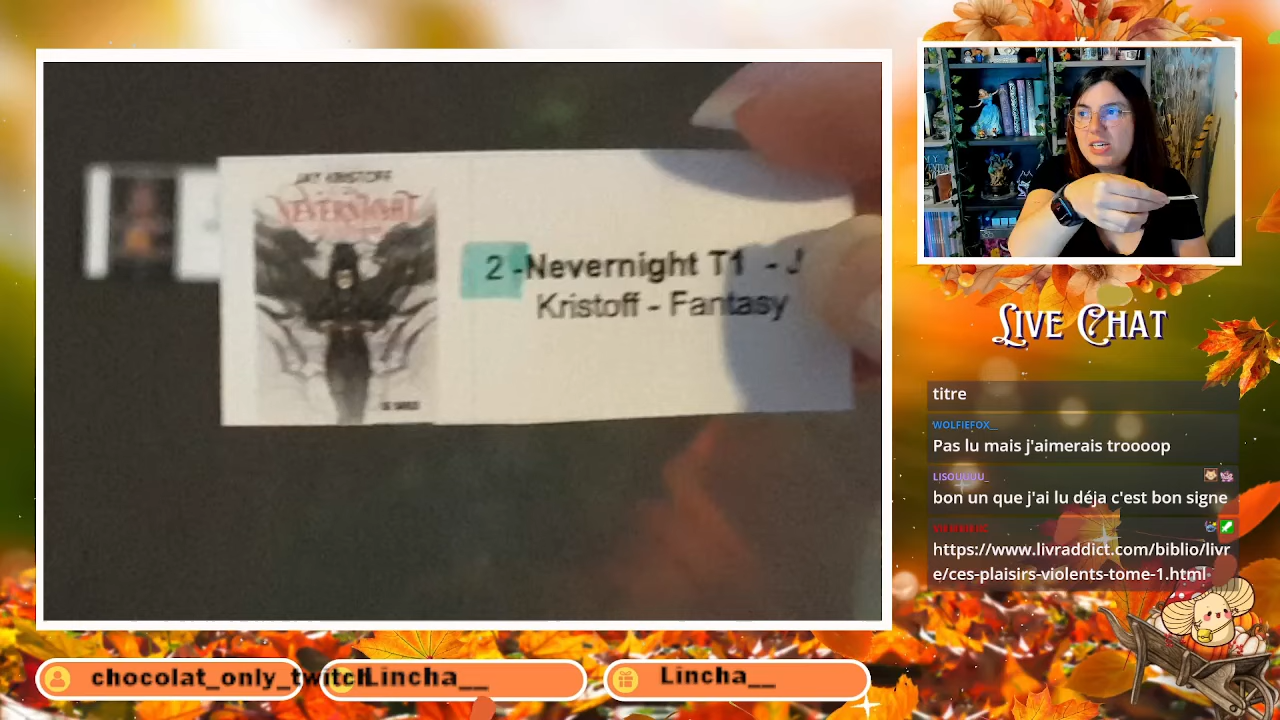 JAY KRISTOFF
NEVERNIGHT
2 -Nevernight T1 - J
Kristoff - Fantasy
LIVE CHAT
titre
WOLFIEFOX__
Pas lu mais j'aimerais troooop
LISOUUUU_
bon un que j'ai lu déja c'est bon signe
https://www.livraddict.com/biblio/livr
e/ces-plaisirs-violents-tome-1.html
chocolat_only_twitch
Lincha__
Lincha__